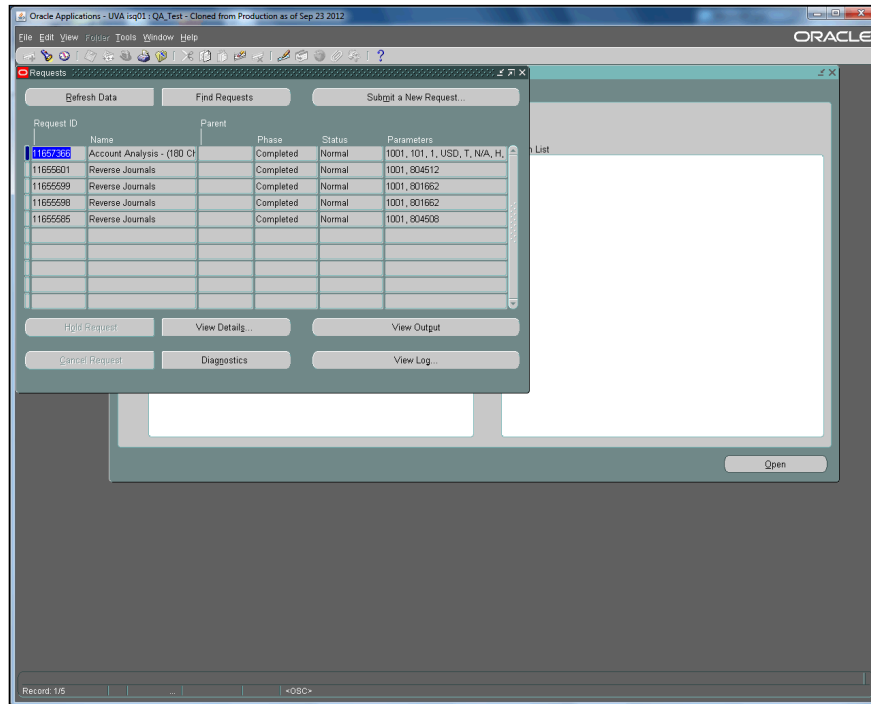 Oracle Applications - UVA isq01 : QA_Test - Cloned from Production as of Sep 23 2012
File Edit View Folder Tools Window Help
ORACLE
Requests
Refresh Data Find Requests Submit a New Request...
Request ID Parent
Name Phase Status Parameters
11657366 Account Analysis - (180 Ch Completed Normal 1001, 101, 1, USD, T, N/A, H,
11655601 Reverse Journals Completed Normal 1001, 804512
11655599 Reverse Journals Completed Normal 1001, 801662
11655598 Reverse Journals Completed Normal 1001, 801662
11655585 Reverse Journals Completed Normal 1001, 804508
List
Hold Request View Details... View Output
Cancel Request Diagnostics View Log...
Open
Record: 1/5 ... <OSC>